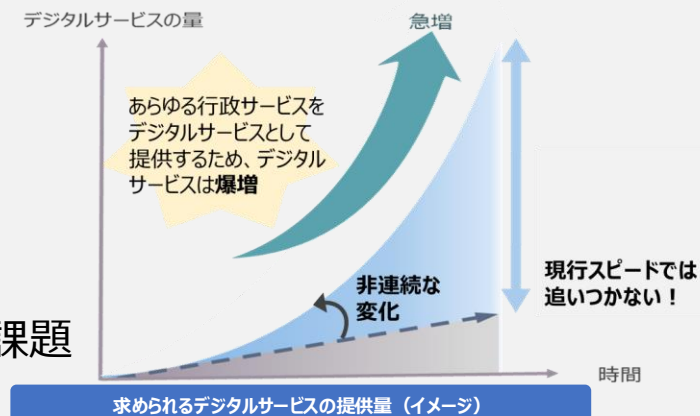 デジタルサービスの量
急増
あらゆる行政サービスを
デジタルサービスとして
提供するため、デジタル
サービスは爆増
非連続な
変化
現行スピードでは
追いつかない！
課題
時間
求められるデジタルサービスの提供量（イメージ）